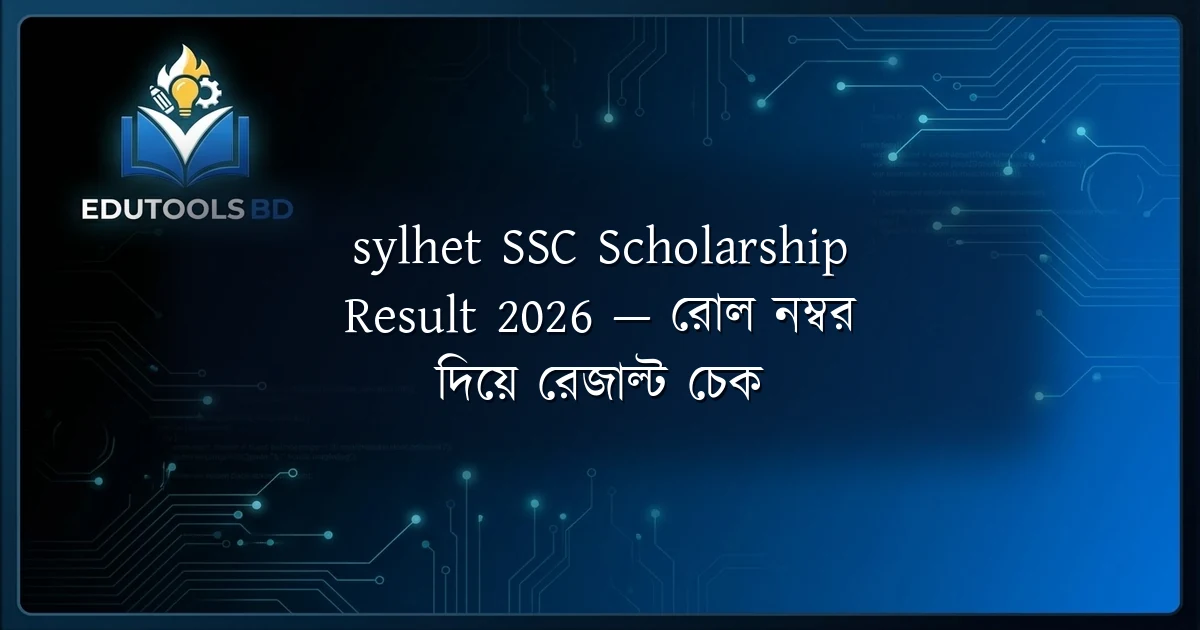 EDUTOOLS BD
sylhet SSC Scholarship
Result 2026 — রোল নম্বর
দিয়ে রেজাল্ট চেক